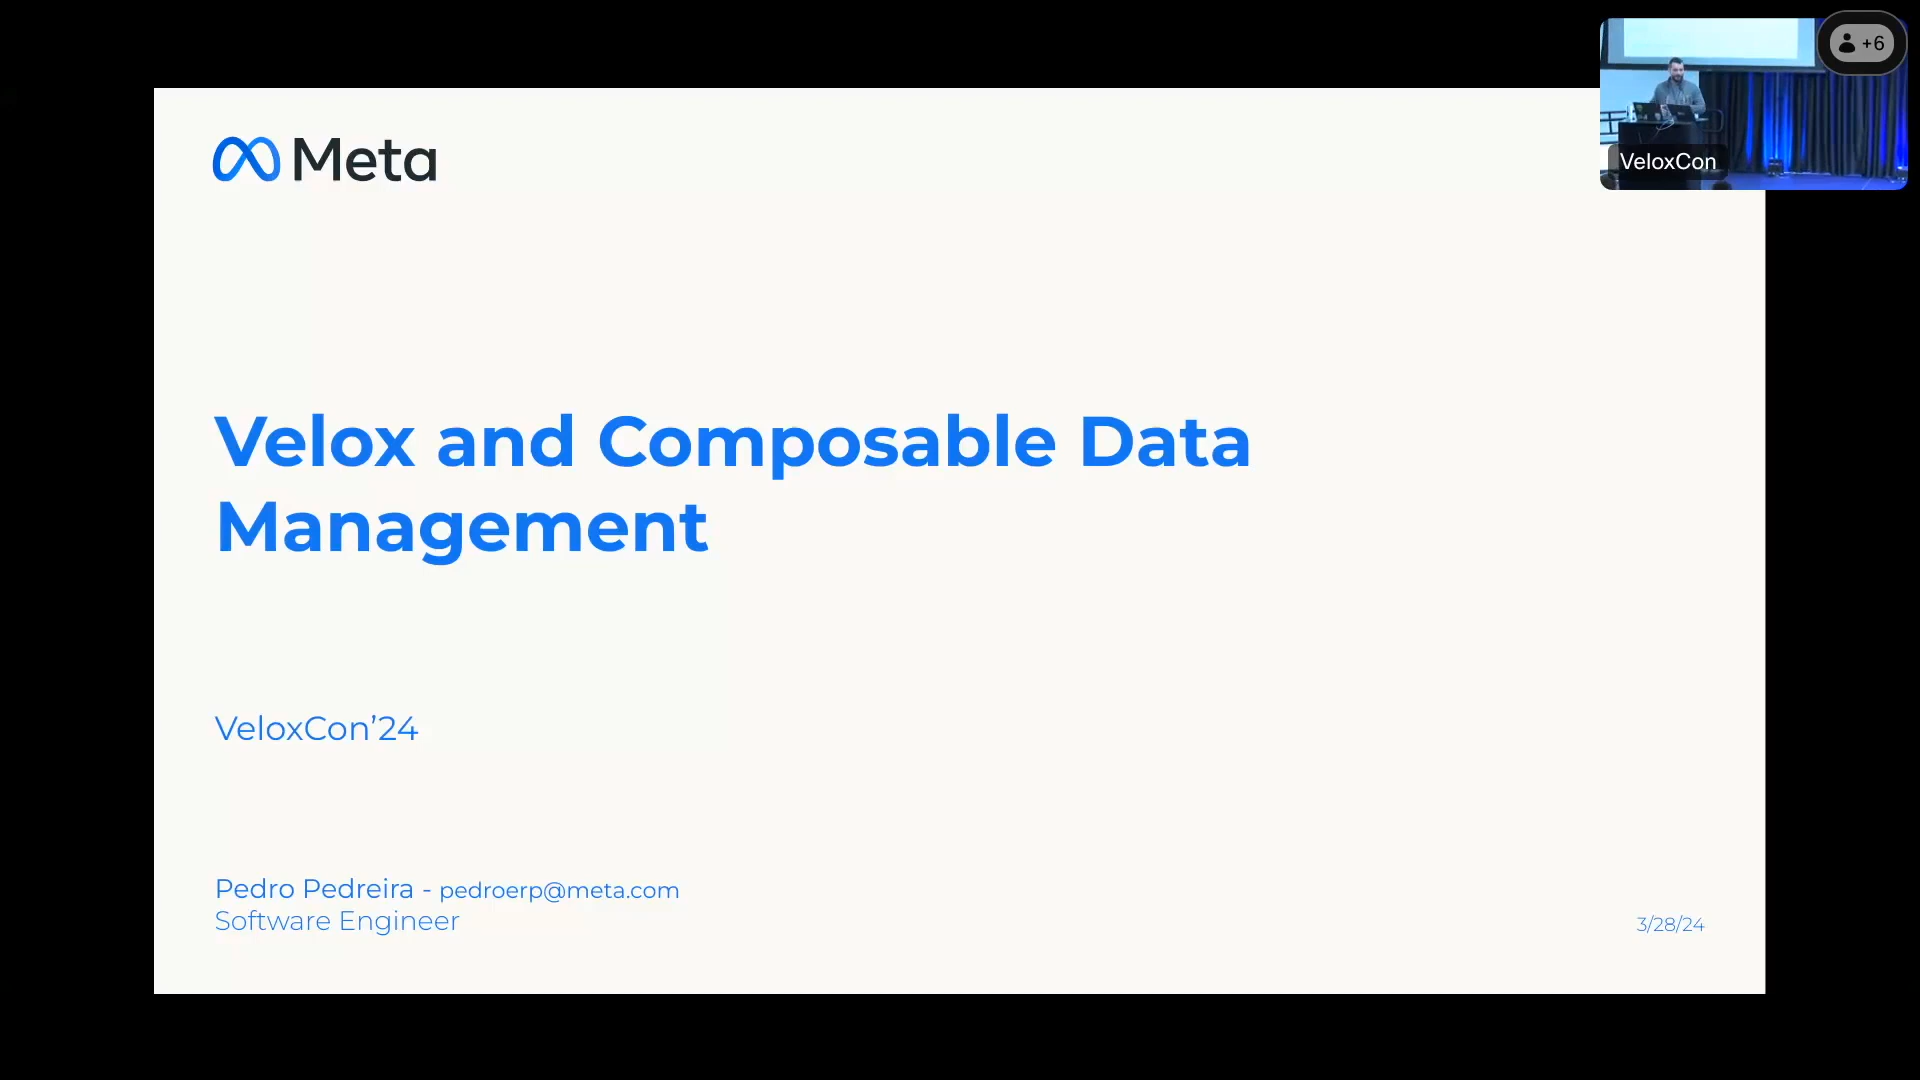 Meta
+6
VeloxCon
Velox and Composable Data
Management
VeloxCon’24
Pedro Pedreira - pedroerp@meta.com
Software Engineer
3/28/24